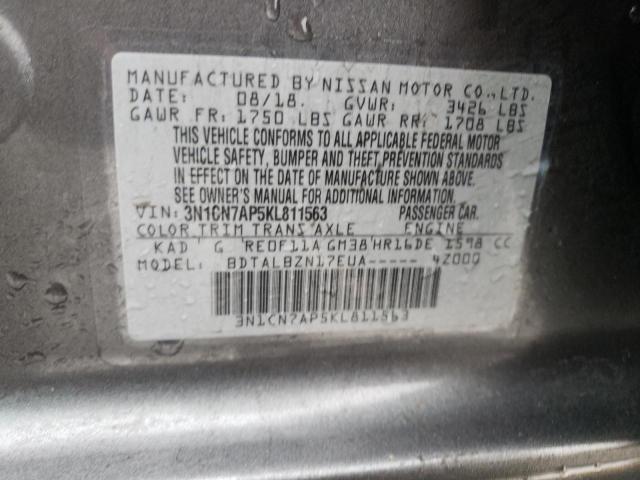 MANUFACTURED BY NISSAN MOTOR CO., LTD.
DATE: 08/18. GVWR: 3426 LBS
GAWR FR: 1750 LBS GAWR RR: 1708 LBS
THIS VEHICLE CONFORMS TO ALL APPLICABLE FEDERAL MOTOR
VEHICLE SAFETY, BUMPER AND THEFT PREVENTION STANDARDS
IN EFFECT ON THE DATE OF MANUFACTURE SHOWN ABOVE.
SEE OWNER'S MANUAL FOR ADDITIONAL INFORMATION.
VIN: 3N1CN7AP5KL811563 PASSENGER CAR.
COLOR TRIM TRANS AXLE ENGINE
KAD G RE0F11A GM38 HR16DE 1598 CC
MODEL: BDTALBZN17EUA----- 4Z000
3N1CN7AP5KL811563